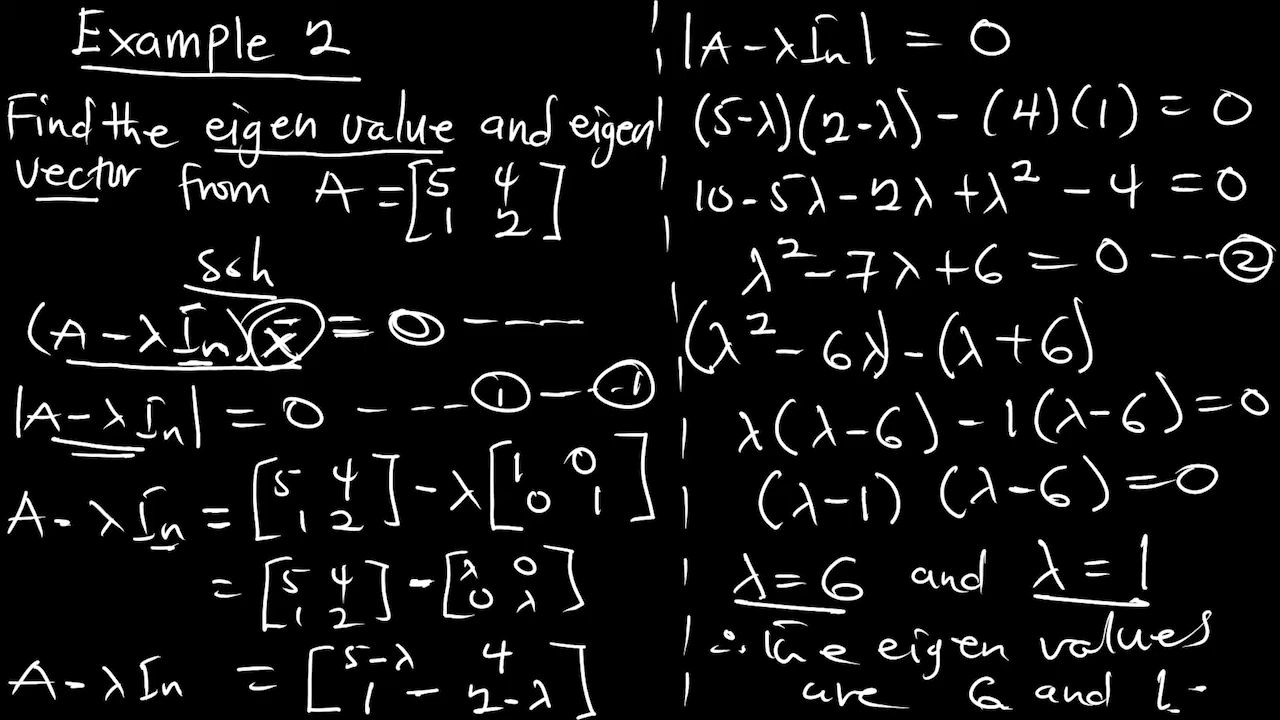 Example 2
Find the eigen value and eigen
vector from A = [5 4
1 2]
soh
(A - λIn)(x̄) = 0 ----
|A - λIn| = 0 ---- ① -- -1
A - λIn = [5 4
1 2] - λ[1 0
0 1]
= [5 4
1 2] - [λ 0
0 λ]
A - λIn = [5-λ 4
1 - 2-λ]
|A - λIn| = 0
(5-λ)(2-λ) - (4)(1) = 0
10 - 5λ - 2λ + λ² - 4 = 0
λ² - 7λ + 6 = 0 --- ②
(λ² - 6λ) - (λ + 6)
λ(λ - 6) - 1(λ - 6) = 0
(λ - 1) (λ - 6) = 0
λ = 6 and λ = 1
∴ The eigen values
are 6 and 1-